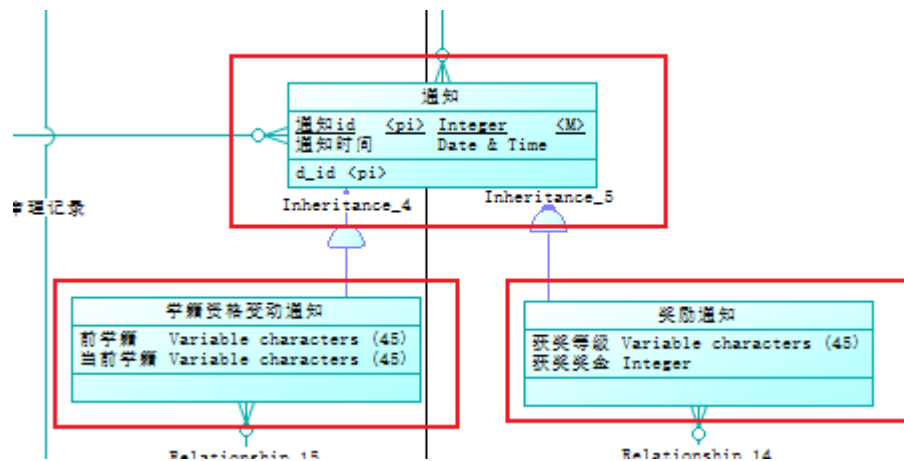 通知
通知id <pi> Integer <M>
通知时间 Date & Time
d_id <pi>
Inheritance_4
Inheritance_5
管理记录
学籍资格变动通知
前学籍 Variable characters (45)
当前学籍 Variable characters (45)
奖励通知
获奖等级 Variable characters (45)
获奖奖金 Integer
Relationship_15
Relationship_14